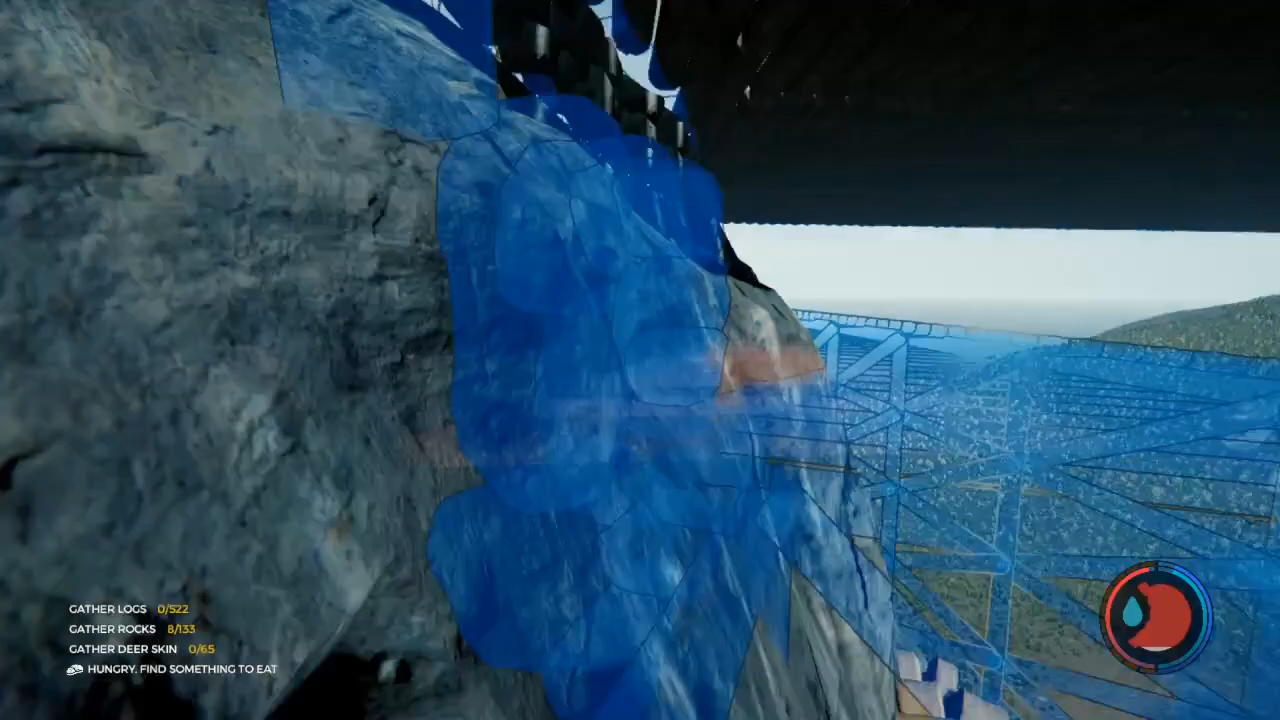 GATHER LOGS 0/522
GATHER ROCKS 8/133
GATHER DEER SKIN 0/65
HUNGRY. FIND SOMETHING TO EAT